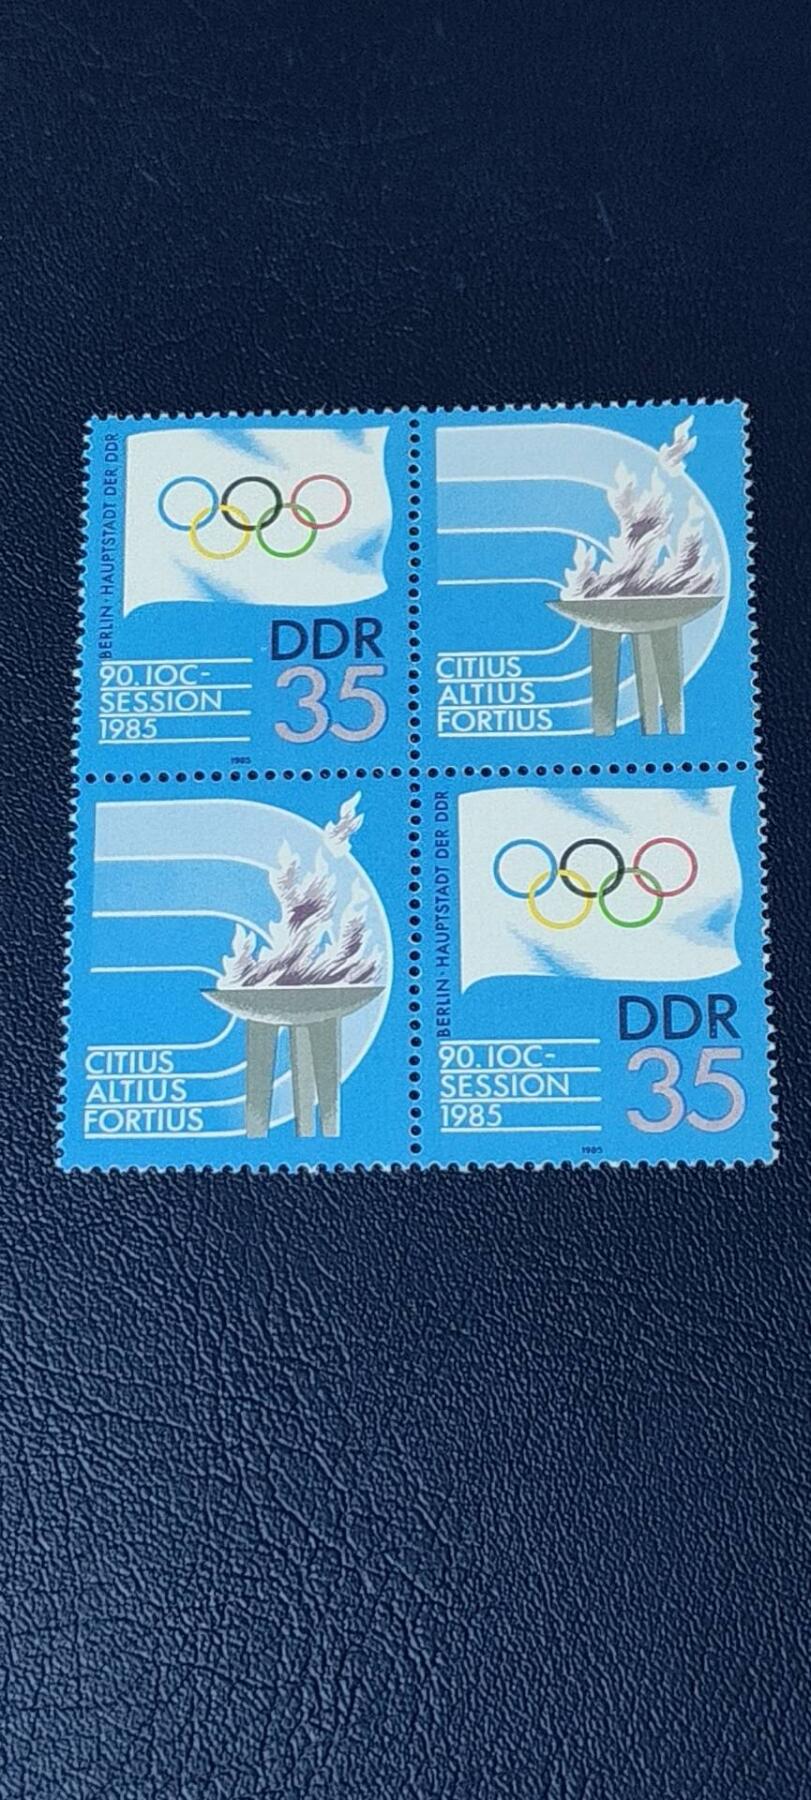 BERLIN · HAUPTSTADT DER DDR
DDR
35
90. IOC-
SESSION
1985
1985
CITIUS
ALTIUS
FORTIUS
CITIUS
ALTIUS
FORTIUS
BERLIN · HAUPTSTADT DER DDR
DDR
35
90. IOC-
SESSION
1985
1985